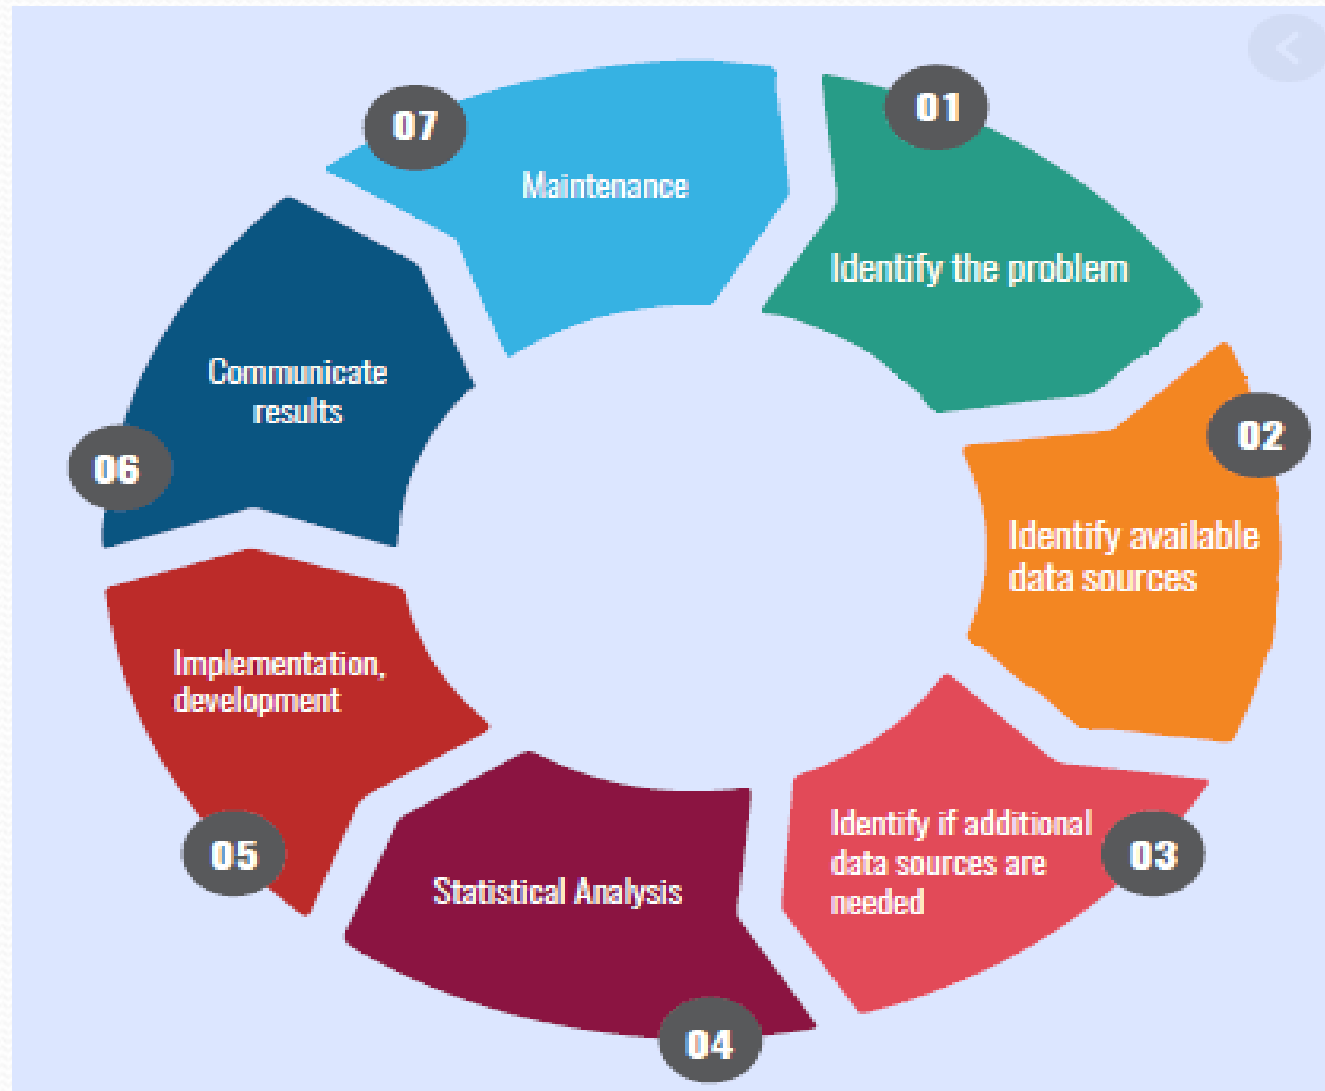 01
Identify the problem
02
Identify available
data sources
03
Identify if additional
data sources are
needed
04
Statistical Analysis
05
Implementation,
development
06
Communicate
results
07
Maintenance